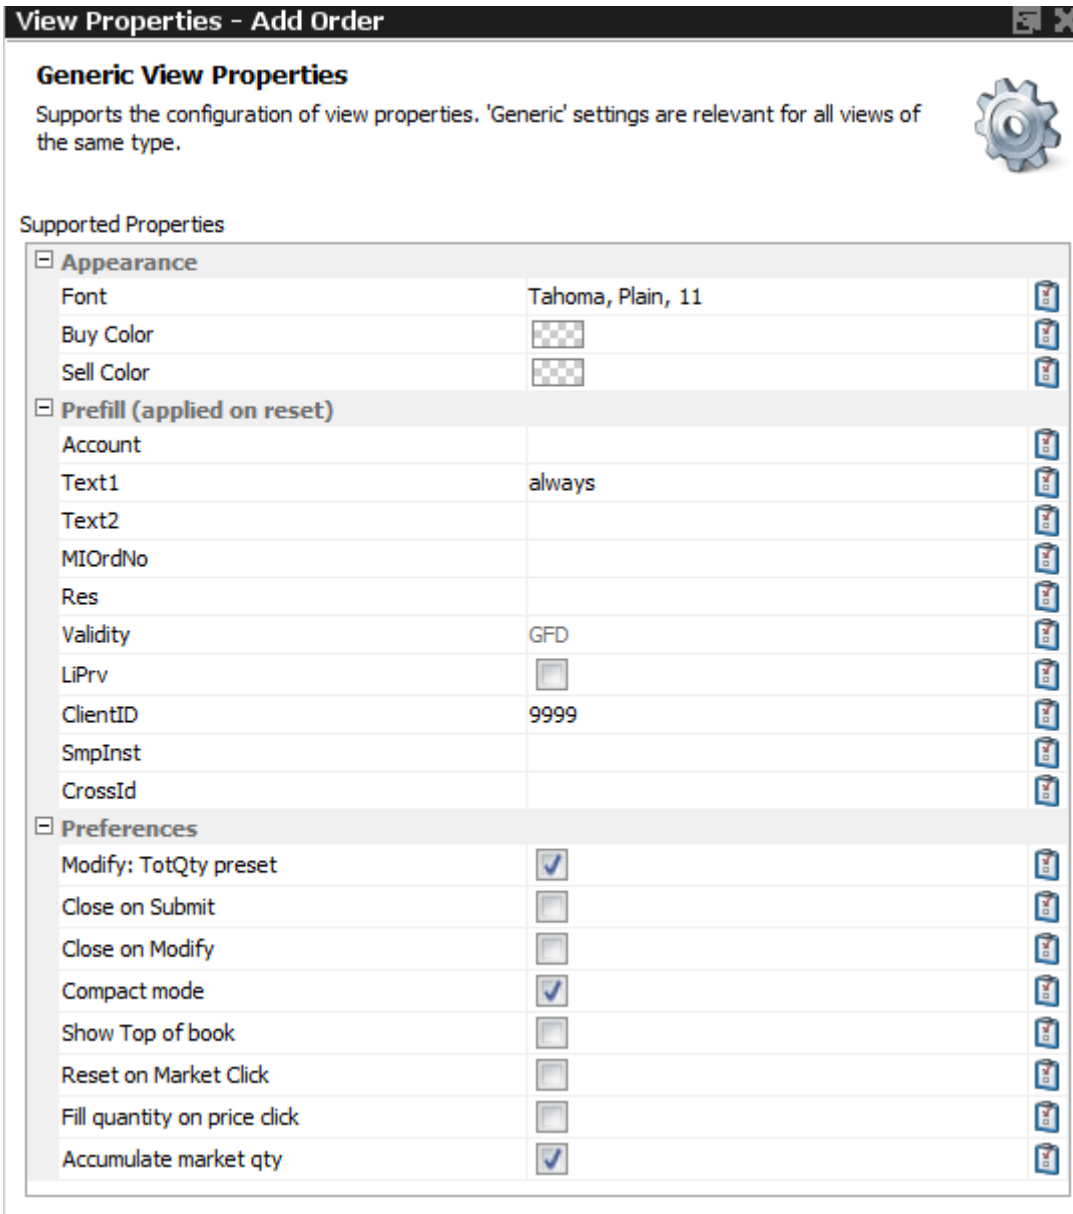 View Properties - Add Order
Generic View Properties
Supports the configuration of view properties. 'Generic' settings are relevant for all views of
the same type.
Supported Properties
Appearance
Font Tahoma, Plain, 11
Buy Color
Sell Color
Prefill (applied on reset)
Account
Text1 always
Text2
MIOrdNo
Res
Validity GFD
LiPrv
ClientID 9999
SmpInst
CrossId
Preferences
Modify: TotQty preset
Close on Submit
Close on Modify
Compact mode
Show Top of book
Reset on Market Click
Fill quantity on price click
Accumulate market qty